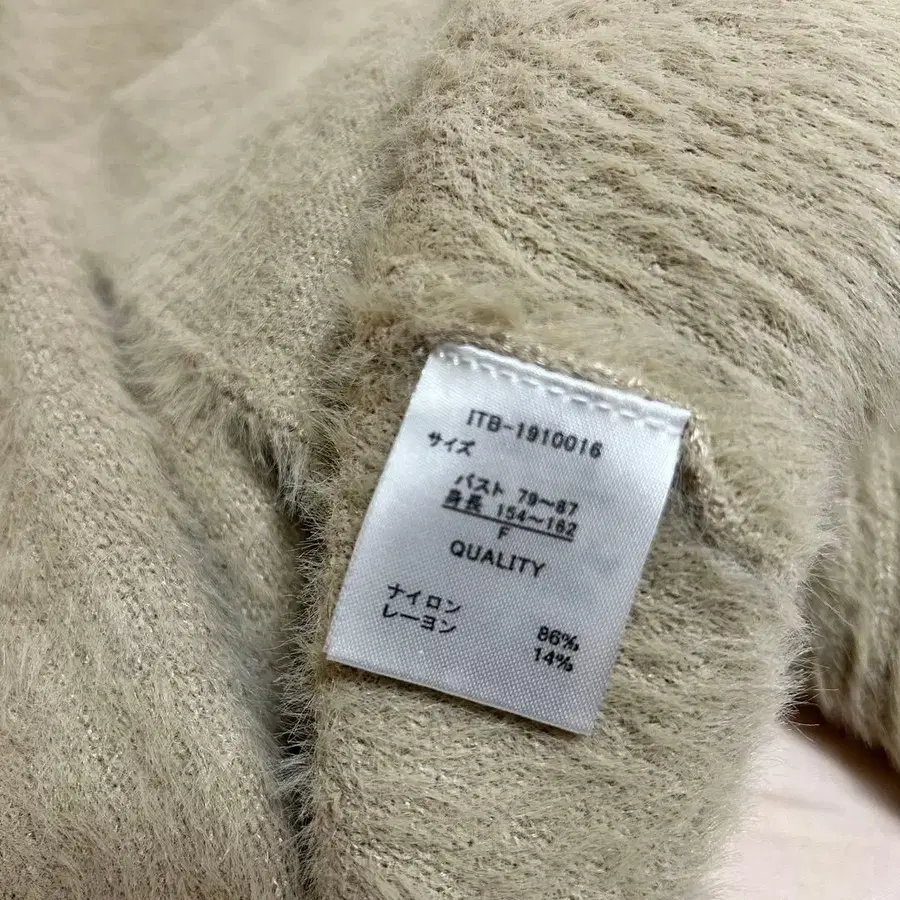 ITB-1910016
サイズ
バスト 79〜87
身長 154〜162
F
QUALITY
ナイロン 86%
レーヨン 14%